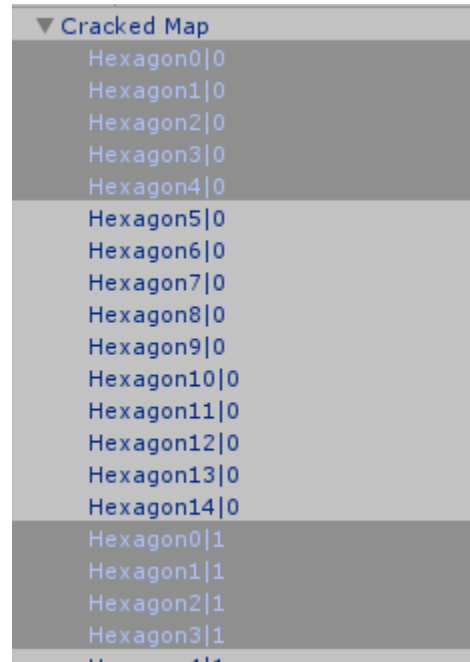 Cracked Map
Hexagon0|0
Hexagon1|0
Hexagon2|0
Hexagon3|0
Hexagon4|0
Hexagon5|0
Hexagon6|0
Hexagon7|0
Hexagon8|0
Hexagon9|0
Hexagon10|0
Hexagon11|0
Hexagon12|0
Hexagon13|0
Hexagon14|0
Hexagon0|1
Hexagon1|1
Hexagon2|1
Hexagon3|1